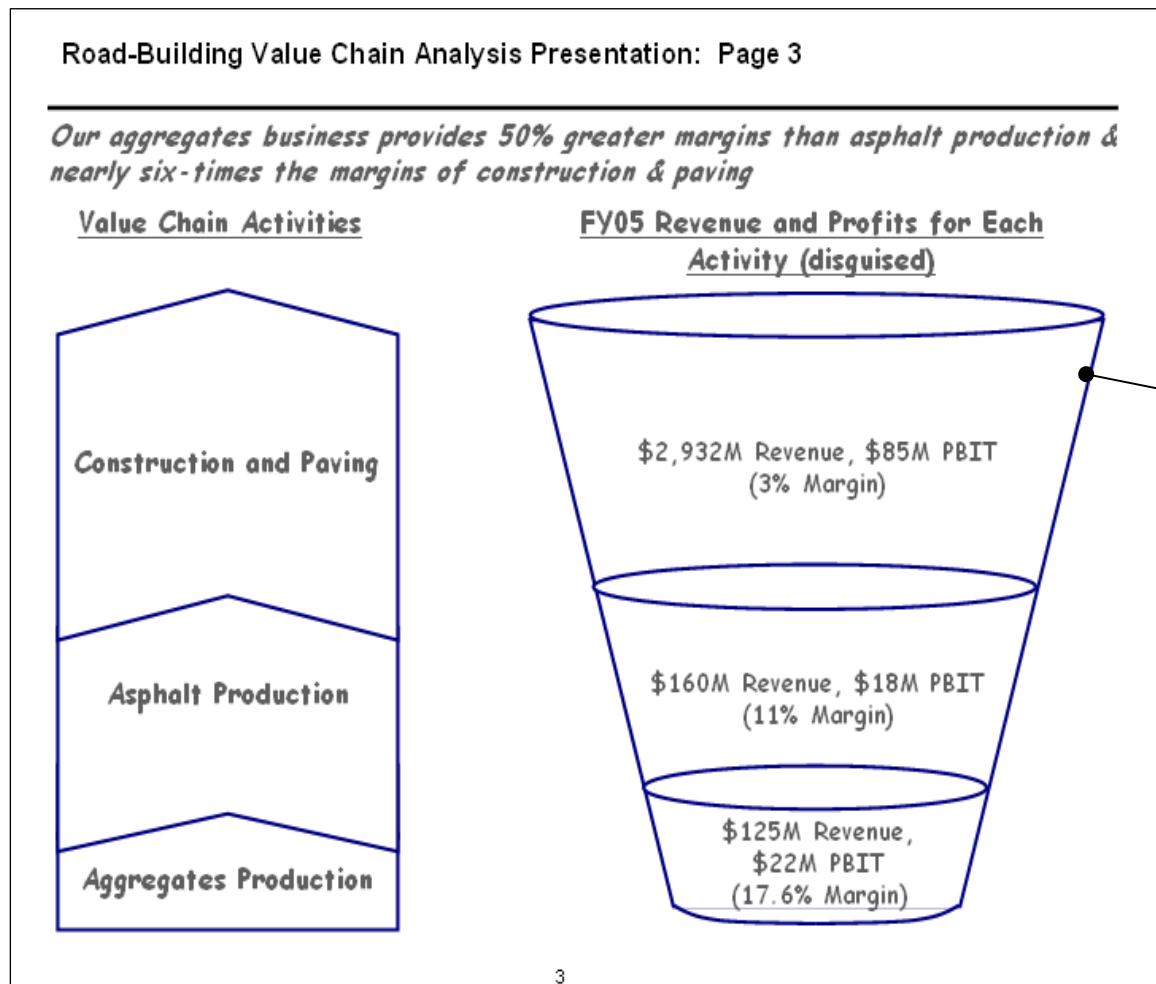 Road-Building Value Chain Analysis Presentation: Page 3
Our aggregates business provides 50% greater margins than asphalt production &
nearly six-times the margins of construction & paving
Value Chain Activities
FY05 Revenue and Profits for Each
Activity (disguised)
Construction and Paving
$2,932M Revenue, $85M PBIT
(3% Margin)
Asphalt Production
$160M Revenue, $18M PBIT
(11% Margin)
Aggregates Production
$125M Revenue,
$22M PBIT
(17.6% Margin)
3